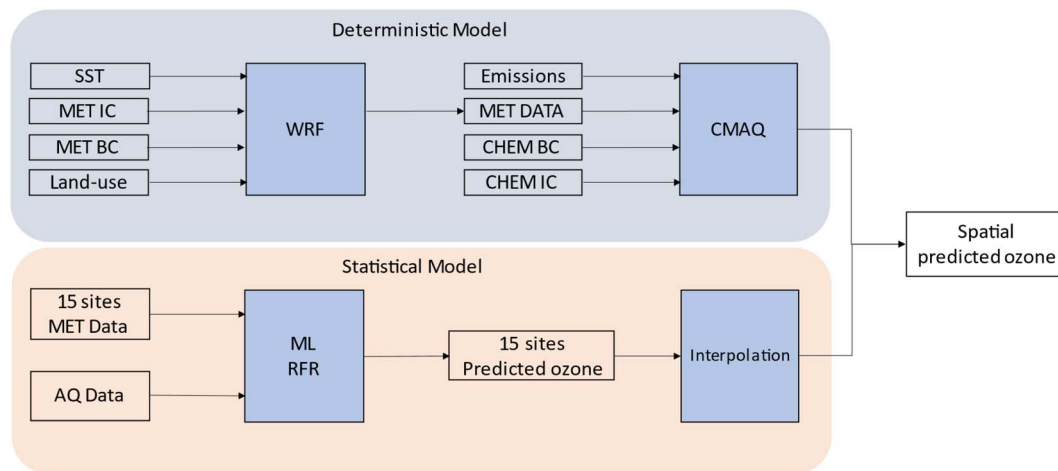 Deterministic Model
SST
MET IC
MET BC
Land-use
WRF
Emissions
MET DATA
CHEM BC
CHEM IC
CMAQ
Statistical Model
15 sites
MET Data
AQ Data
ML
RFR
15 sites
Predicted ozone
Interpolation
Spatial
predicted ozone